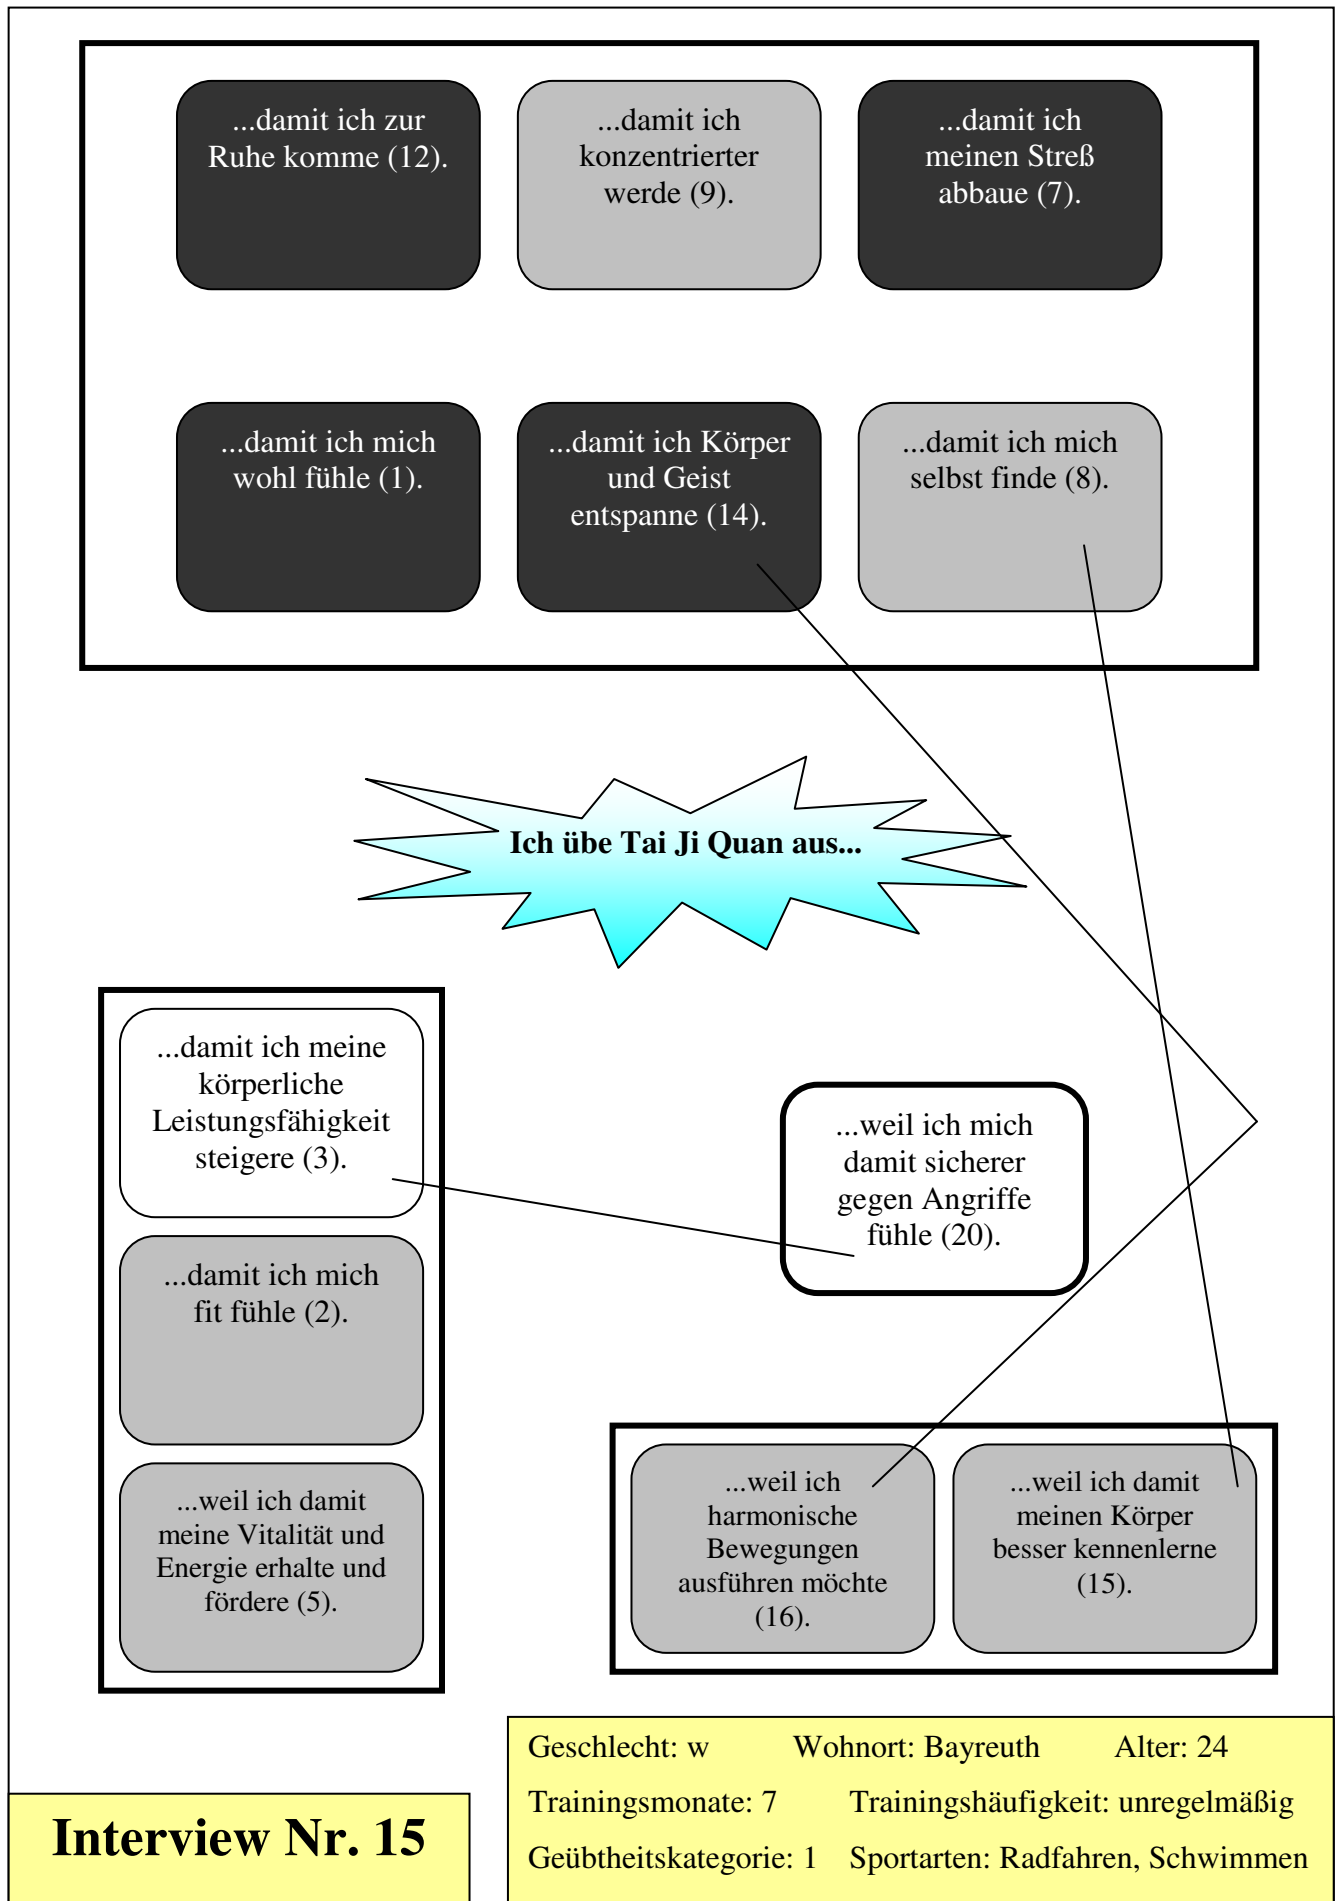 ...damit ich zur
Ruhe komme (12).
...damit ich
konzentrierter
werde (9).
...damit ich
meinen Streß
abbaue (7).
...damit ich mich
wohl fühle (1).
...damit ich Körper
und Geist
entspanne (14).
...damit ich mich
selbst finde (8).
Ich übe Tai Ji Quan aus...
...damit ich meine
körperliche
Leistungsfähigkeit
steigere (3).
...weil ich mich
damit sicherer
gegen Angriffe
fühle (20).
...damit ich mich
fit fühle (2).
...weil ich damit
meine Vitalität und
Energie erhalte und
fördere (5).
...weil ich
harmonische
Bewegungen
ausführen möchte
(16).
...weil ich damit
meinen Körper
besser kennenlerne
(15).
Interview Nr. 15
Geschlecht: w Wohnort: Bayreuth Alter: 24
Trainingsmonate: 7 Trainingshäufigkeit: unregelmäßig
Geübtheitskategorie: 1 Sportarten: Radfahren, Schwimmen